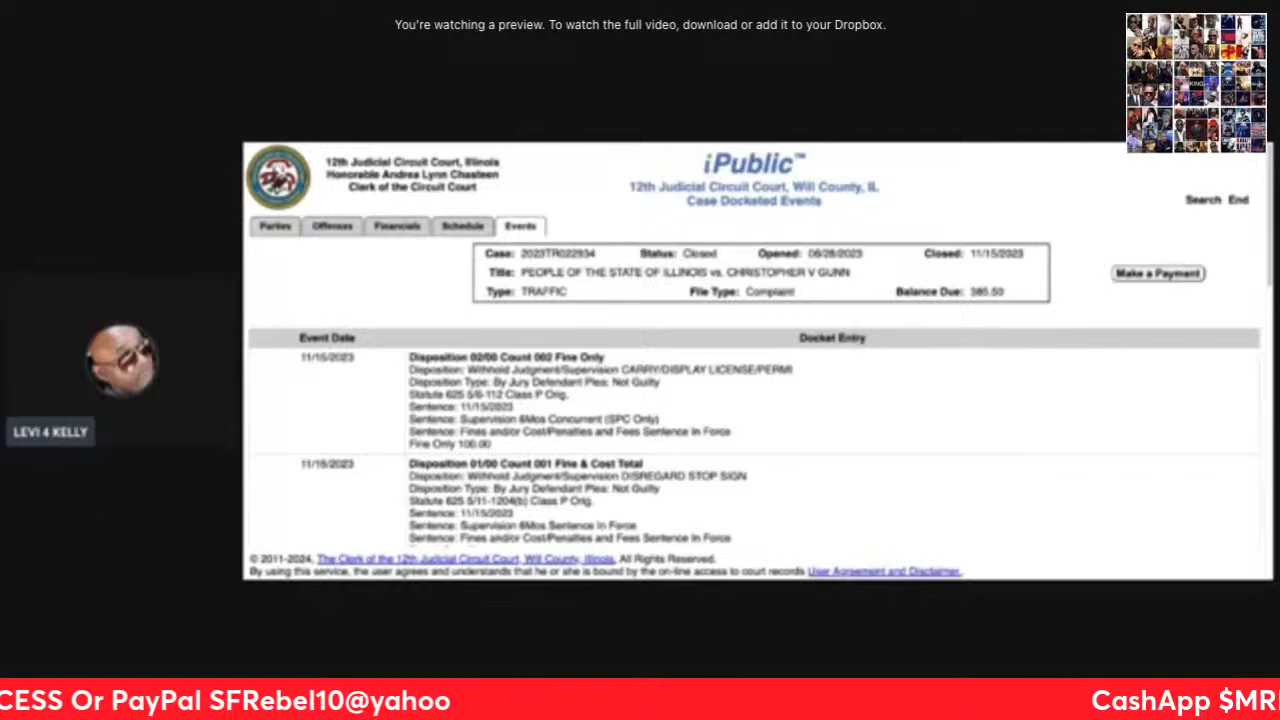 You're watching a preview. To watch the full video, download or add it to your Dropbox.
12th Judicial Circuit Court, Illinois
Honorable Andrea Lynn Chasteen
Clerk of the Circuit Court
iPublic™
12th Judicial Circuit Court, Will County, IL
Case Docketed Events
Search End
Parties Offenses Financials Schedule Events
Case: 2023TR022934 Status: Closed Opened: 06/28/2023 Closed: 11/15/2023
Title: PEOPLE OF THE STATE OF ILLINOIS vs. CHRISTOPHER V GUNN
Type: TRAFFIC File Type: Complaint Balance Due: 385.50
Make a Payment
Event Date Docket Entry
11/15/2023 Disposition 02/00 Count 002 Fine Only
Disposition: Withhold Judgment/Supervision CARRY/DISPLAY LICENSE/PERMI
Disposition Type: By Jury Defendant Plea: Not Guilty
Statute 625 5/6-112 Class P Orig.
Sentence: 11/15/2023
Sentence: Supervision 6Mos Concurrent (SPC Only)
Sentence: Fines and/or Cost/Penalties and Fees Sentence In Force
Fine Only 100.00
11/15/2023 Disposition 01/00 Count 001 Fine & Cost Total
Disposition: Withhold Judgment/Supervision DISREGARD STOP SIGN
Disposition Type: By Jury Defendant Plea: Not Guilty
Statute 625 5/11-1204(b) Class P Orig.
Sentence: 11/15/2023
Sentence: Supervision 6Mos Sentence In Force
Sentence: Fines and/or Cost/Penalties and Fees Sentence In Force
© 2011-2024, The Clerk of the 12th Judicial Circuit Court, Will County, Illinois. All Rights Reserved.
By using this service, the user agrees and understands that he or she is bound by the on-line access to court records User Agreement and Disclaimer.
LEVI 4 KELLY
CESS Or PayPal SFRebel10@yahoo CashApp $MR